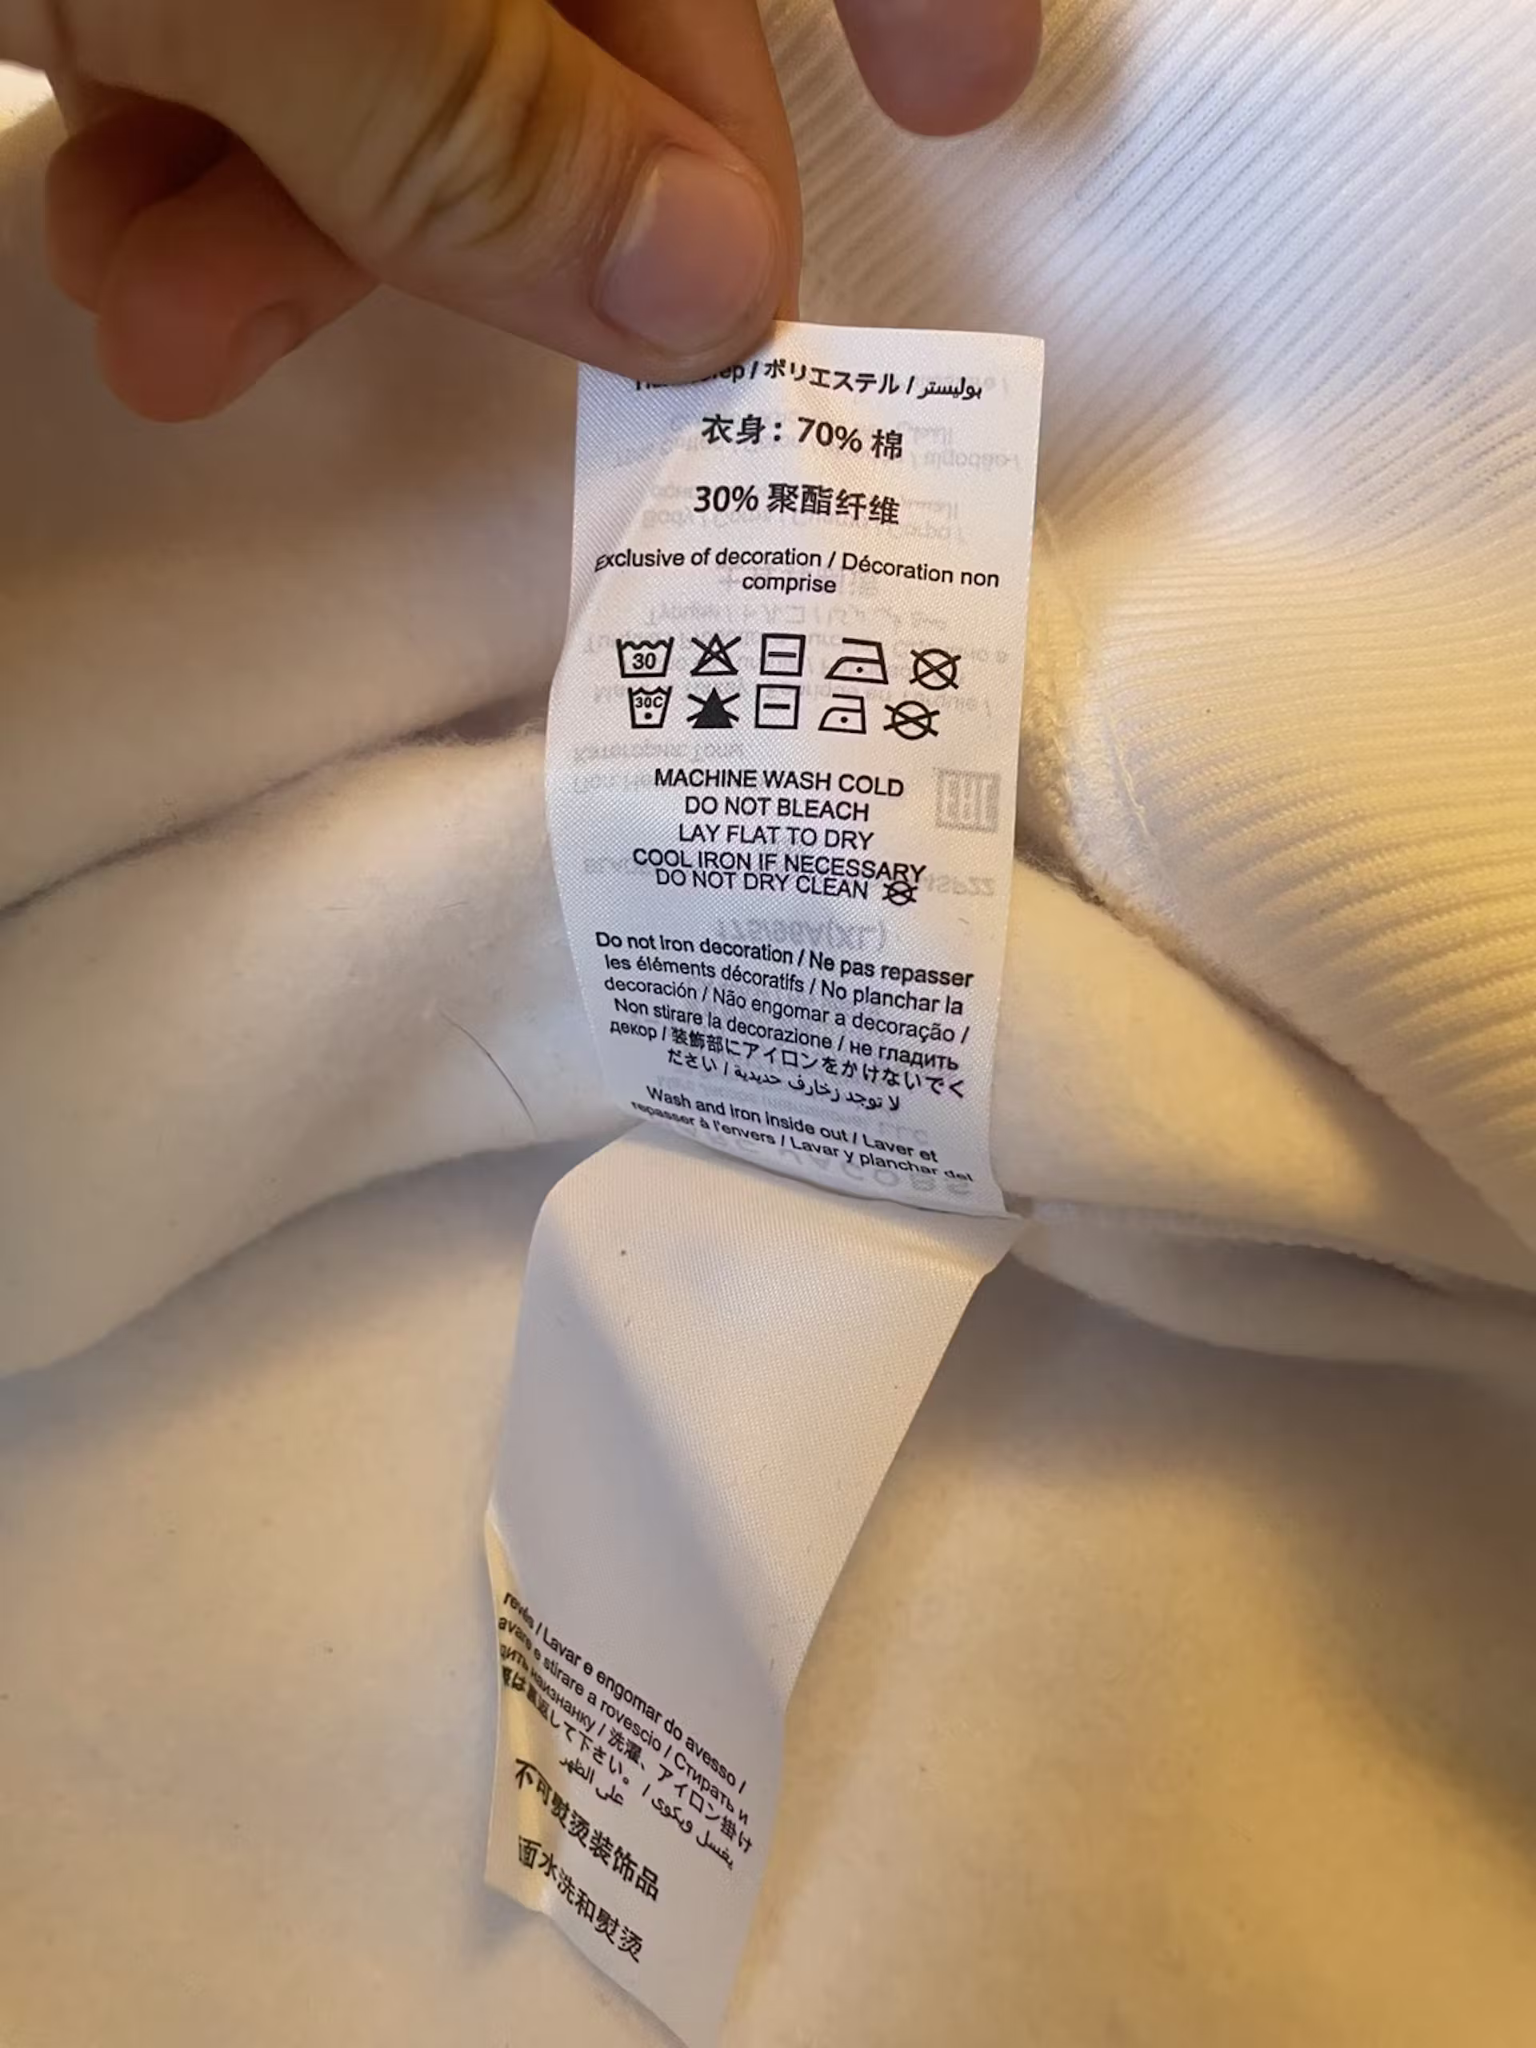 / ポリエステル / بوليستر
衣身：70% 棉
30% 聚酯纤维
Exclusive of decoration / Décoration non
comprise
30
30C
MACHINE WASH COLD
DO NOT BLEACH
LAY FLAT TO DRY
COOL IRON IF NECESSARY
DO NOT DRY CLEAN
Do not Iron decoration / Ne pas repasser
les éléments décoratifs / No planchar la
decoración / Não engomar a decoração /
Non stirare la decorazione / не гладить
декор / 装飾部にアイロンをかけないでく
ださい / لا توجد زخارف حديدية
Wash and iron inside out / Laver et
repasser à l'envers / Lavar y planchar del
revés / Lavar e engomar do avesso /
avare e stirare a rovescio / Стирать и
дить наизнанку / 洗濯、アイロン掛け
は裏返して下さい。 / يغسل ويكوى
على الظهر
不可熨烫装饰品
面水洗和熨烫